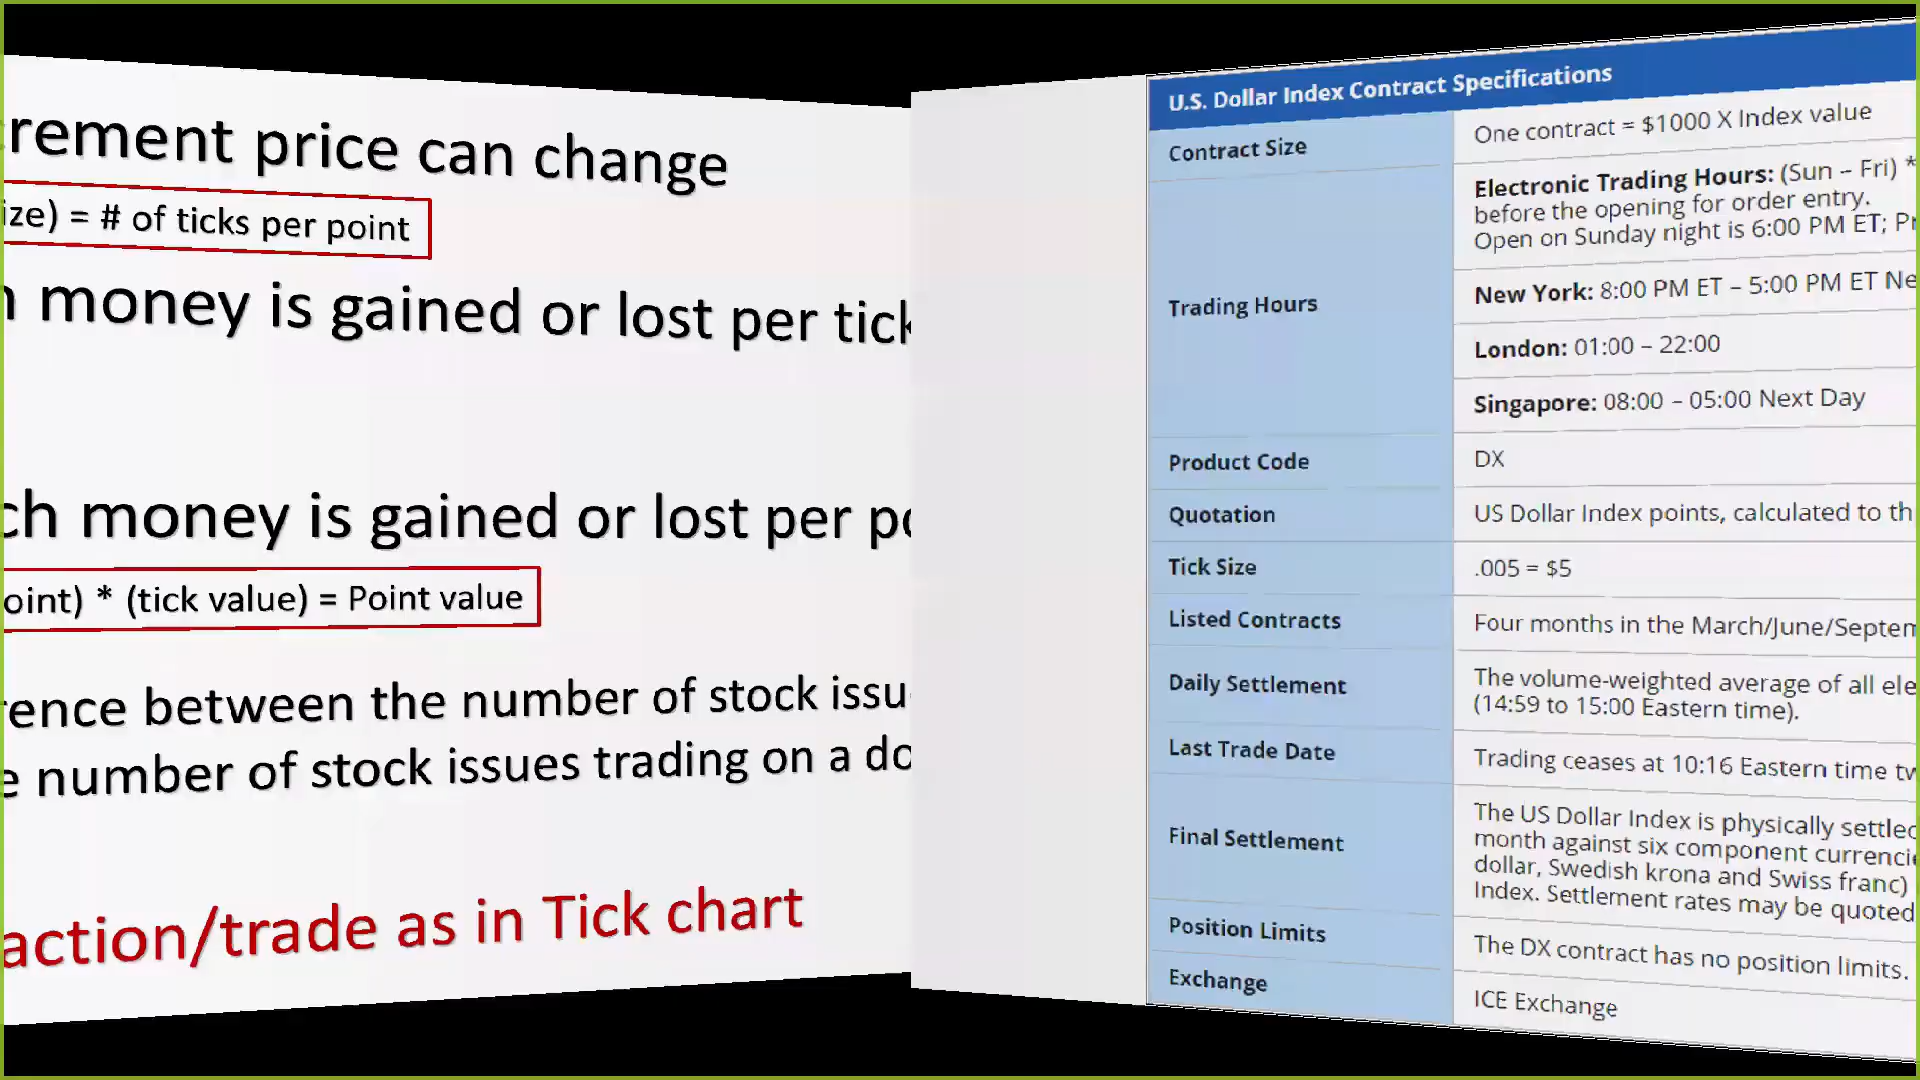 rement price can change
ize) = # of ticks per point
money is gained or lost per tick
ch money is gained or lost per
oint) * (tick value) = Point value
rence between the number of stock
e number of stock issues trading on a
action/trade as in Tick chart
U.S. Dollar Index Contract Specifications
Contract Size
One contract = $1000 X Index value
Trading Hours
Electronic Trading Hours: (Sun – Fri) *
before the opening for order entry.
Open on Sunday night is 6:00 PM ET;
New York: 8:00 PM ET – 5:00 PM ET
London: 01:00 – 22:00
Singapore: 08:00 – 05:00 Next Day
Product Code
DX
Quotation
US Dollar Index points, calculated to
Tick Size
.005 = $5
Listed Contracts
Four months in the March/June/Septem
Daily Settlement
The volume-weighted average of all
(14:59 to 15:00 Eastern time).
Last Trade Date
Trading ceases at 10:16 Eastern time
Final Settlement
The US Dollar Index is physically
month against six component
dollar, Swedish krona and Swiss franc)
Index. Settlement rates may be quoted
Position Limits
The DX contract has no position limits.
Exchange
ICE Exchange